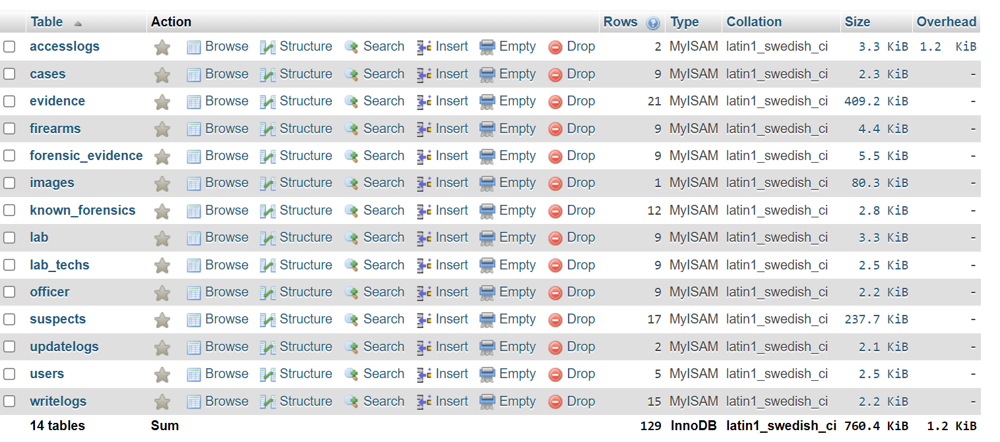 Table Action Rows Type Collation Size Overhead
accesslogs Browse Structure Search Insert Empty Drop 2 MyISAM latin1_swedish_ci 3.3 KiB 1.2 KiB
cases Browse Structure Search Insert Empty Drop 9 MyISAM latin1_swedish_ci 2.3 KiB -
evidence Browse Structure Search Insert Empty Drop 21 MyISAM latin1_swedish_ci 409.2 KiB -
firearms Browse Structure Search Insert Empty Drop 9 MyISAM latin1_swedish_ci 4.4 KiB -
forensic_evidence Browse Structure Search Insert Empty Drop 9 MyISAM latin1_swedish_ci 5.5 KiB -
images Browse Structure Search Insert Empty Drop 1 MyISAM latin1_swedish_ci 80.3 KiB -
known_forensics Browse Structure Search Insert Empty Drop 12 MyISAM latin1_swedish_ci 2.8 KiB -
lab Browse Structure Search Insert Empty Drop 9 MyISAM latin1_swedish_ci 3.3 KiB -
lab_techs Browse Structure Search Insert Empty Drop 9 MyISAM latin1_swedish_ci 2.5 KiB -
officer Browse Structure Search Insert Empty Drop 9 MyISAM latin1_swedish_ci 2.2 KiB -
suspects Browse Structure Search Insert Empty Drop 17 MyISAM latin1_swedish_ci 237.7 KiB -
updatelogs Browse Structure Search Insert Empty Drop 2 MyISAM latin1_swedish_ci 2.1 KiB -
users Browse Structure Search Insert Empty Drop 5 MyISAM latin1_swedish_ci 2.5 KiB -
writelogs Browse Structure Search Insert Empty Drop 15 MyISAM latin1_swedish_ci 2.2 KiB -
14 tables Sum 129 InnoDB latin1_swedish_ci 760.4 KiB 1.2 KiB